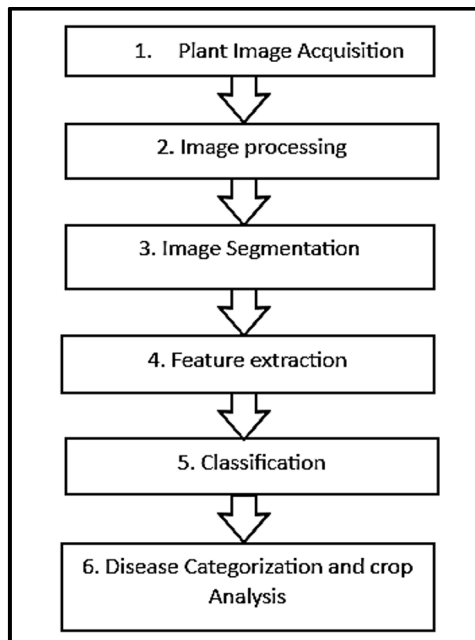 1. Plant Image Acquisition
2. Image processing
3. Image Segmentation
4. Feature extraction
5. Classification
6. Disease Categorization and crop
Analysis